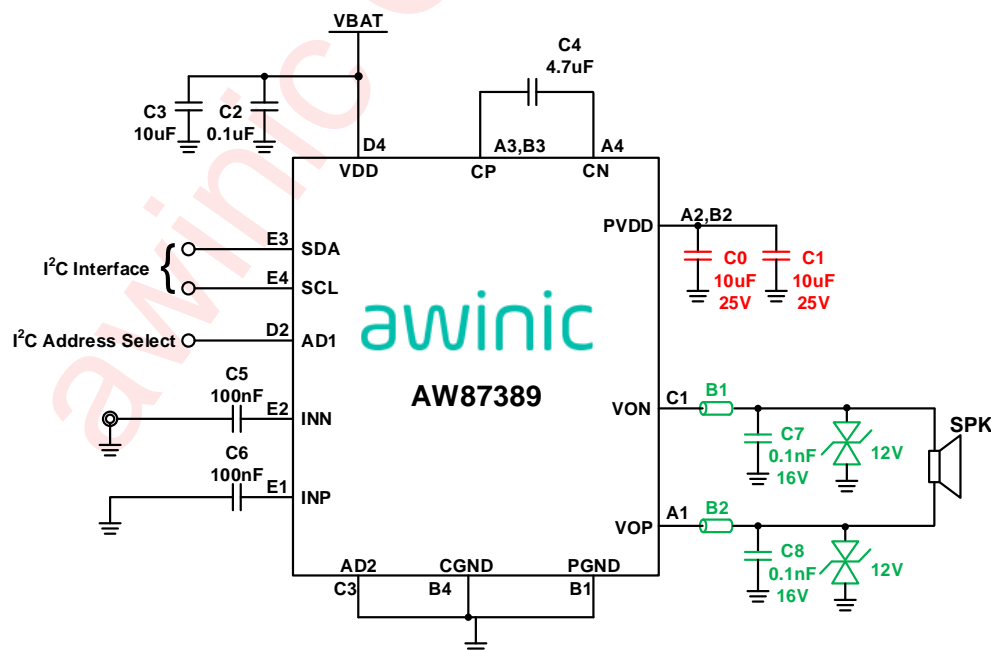 VBAT
C4
4.7uF
C3
10uF
C2
0.1uF
D4
A3,B3
A4
VDD
CP
CN
A2,B2
PVDD
E3
SDA
I²C Interface {
E4
SCL
C0
10uF
25V
C1
10uF
25V
D2
I²C Address Select
AD1
awinic
AW87389
C5
100nF
E2
INN
C1
B1
VON
C7
0.1nF
16V
12V
SPK
C6
100nF
E1
INP
A1
B2
VOP
C8
0.1nF
16V
12V
AD2
CGND
PGND
C3
B4
B1
awinic